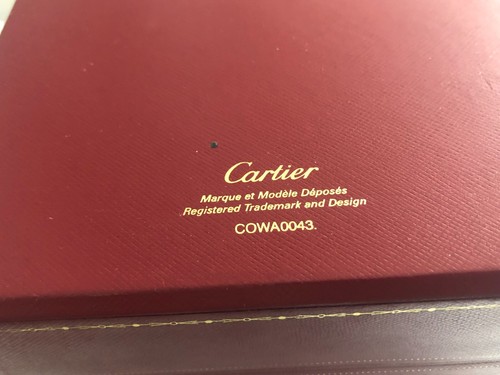 Cartier
Marque et Modèle Déposés
Registered Trademark and Design
COWA0043.